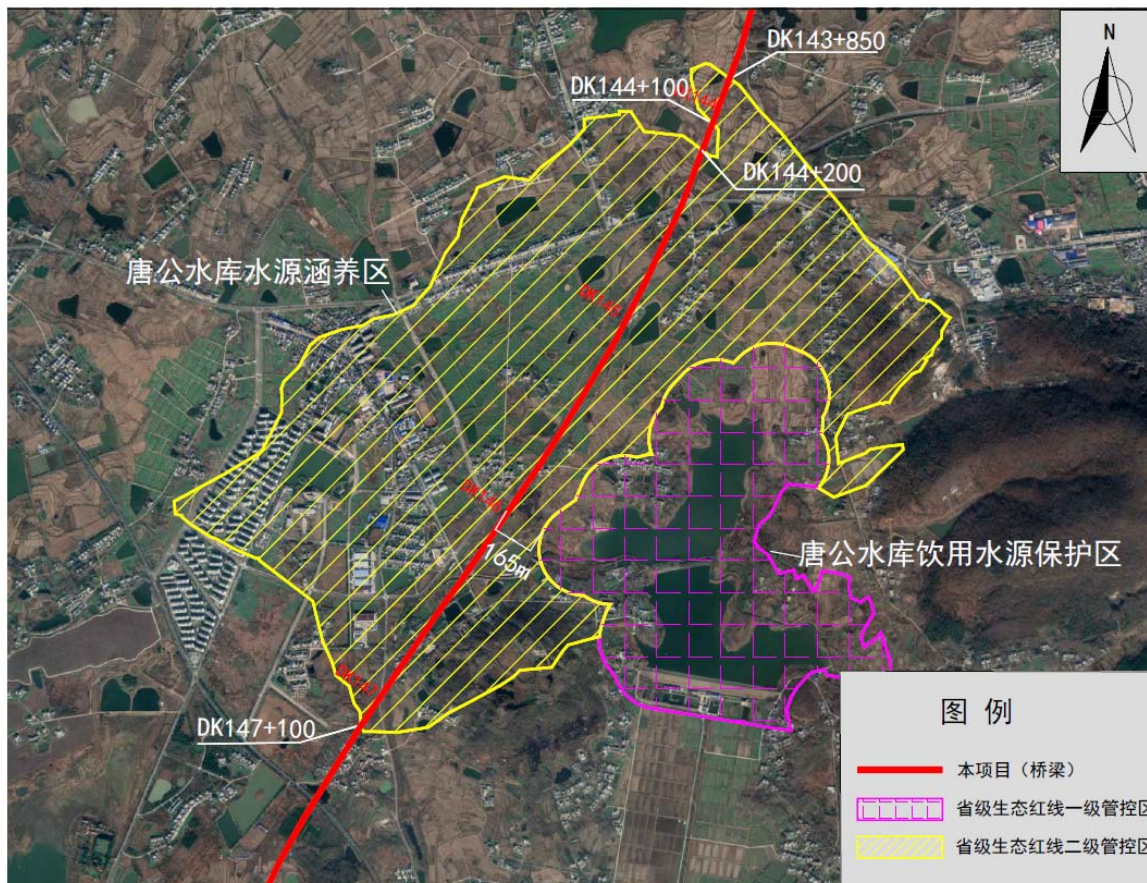 N
DK143+850
DK144+100
DK144+200
唐公水库水源涵养区
DK145
DK146
165m
唐公水库饮用水源保护区
DK147
DK147+100
图 例
本项目（桥梁）
省级生态红线一级管控区
省级生态红线二级管控区